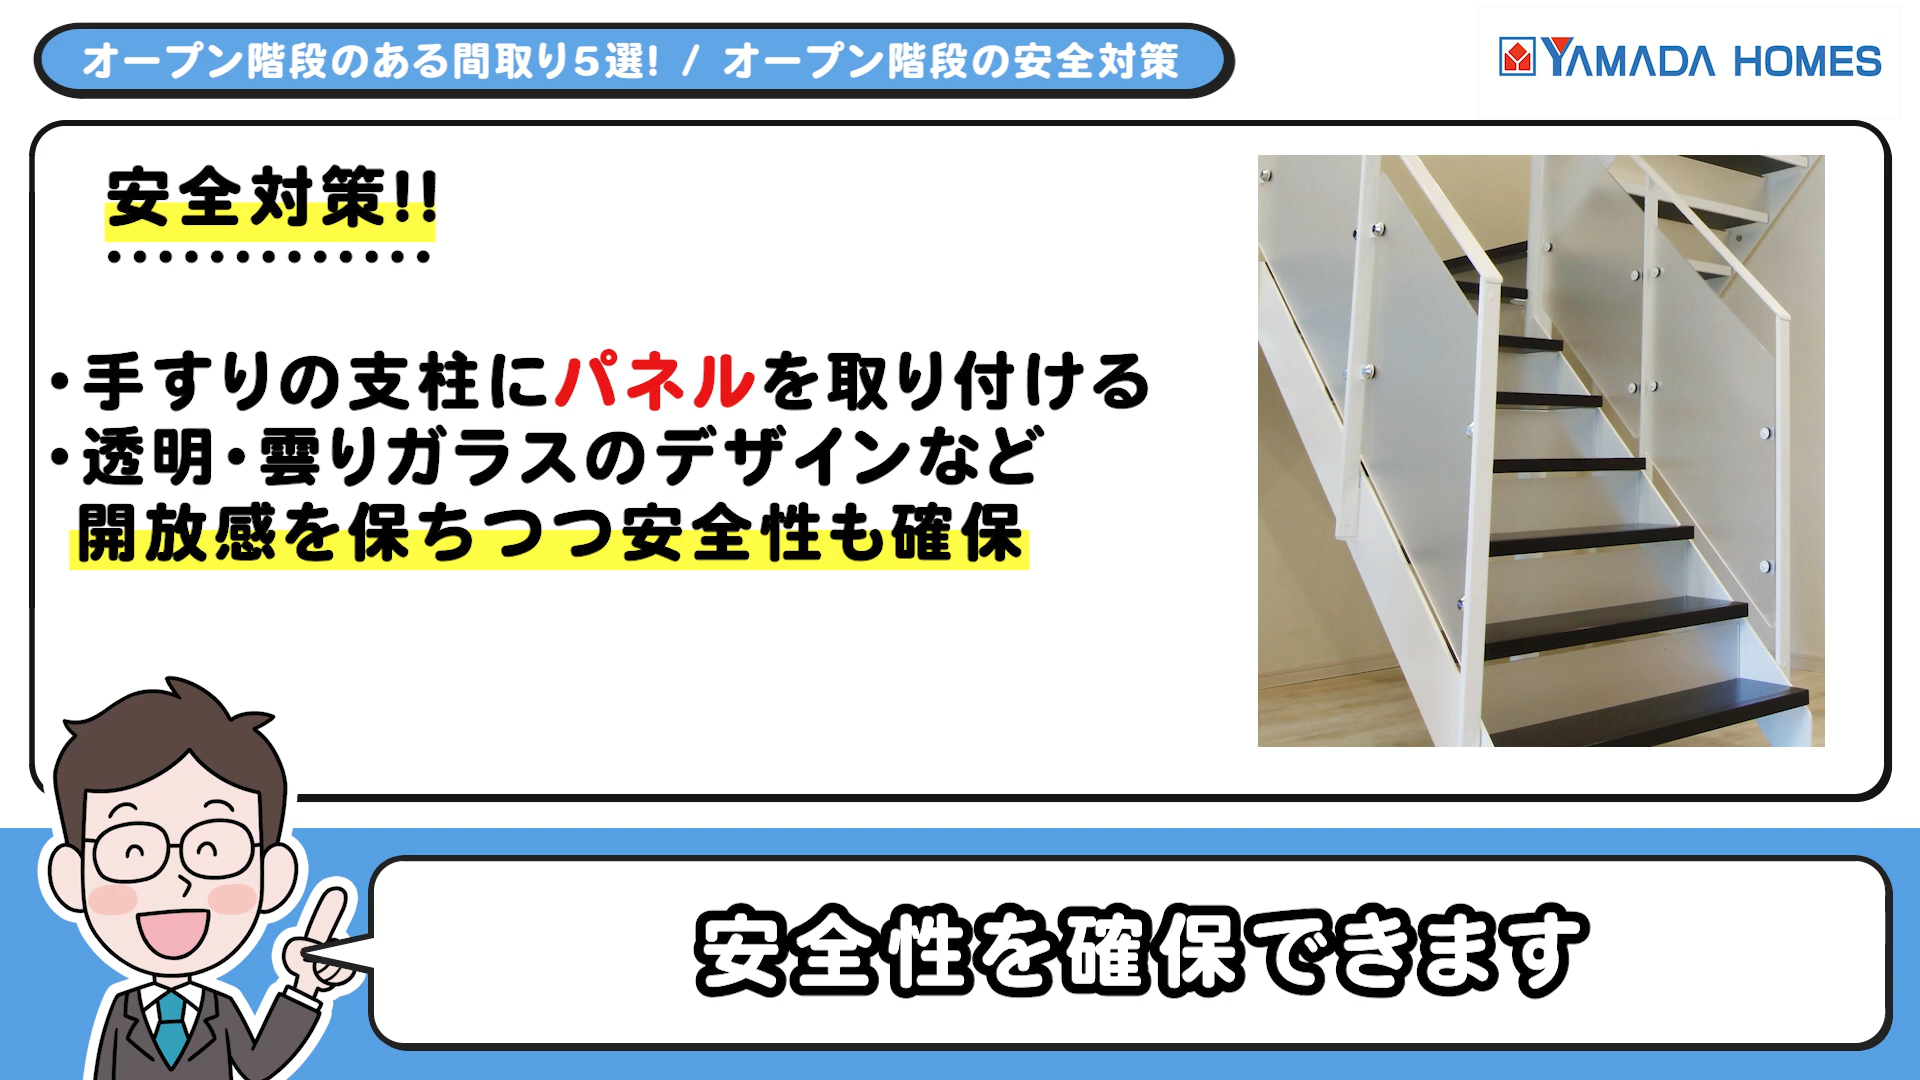 オープン階段のある間取り5選! / オープン階段の安全対策
YAMADA HOMES
安全対策!!
・手すりの支柱にパネルを取り付ける
・透明・雲りガラスのデザインなど
開放感を保ちつつ安全性も確保
安全性を確保できます